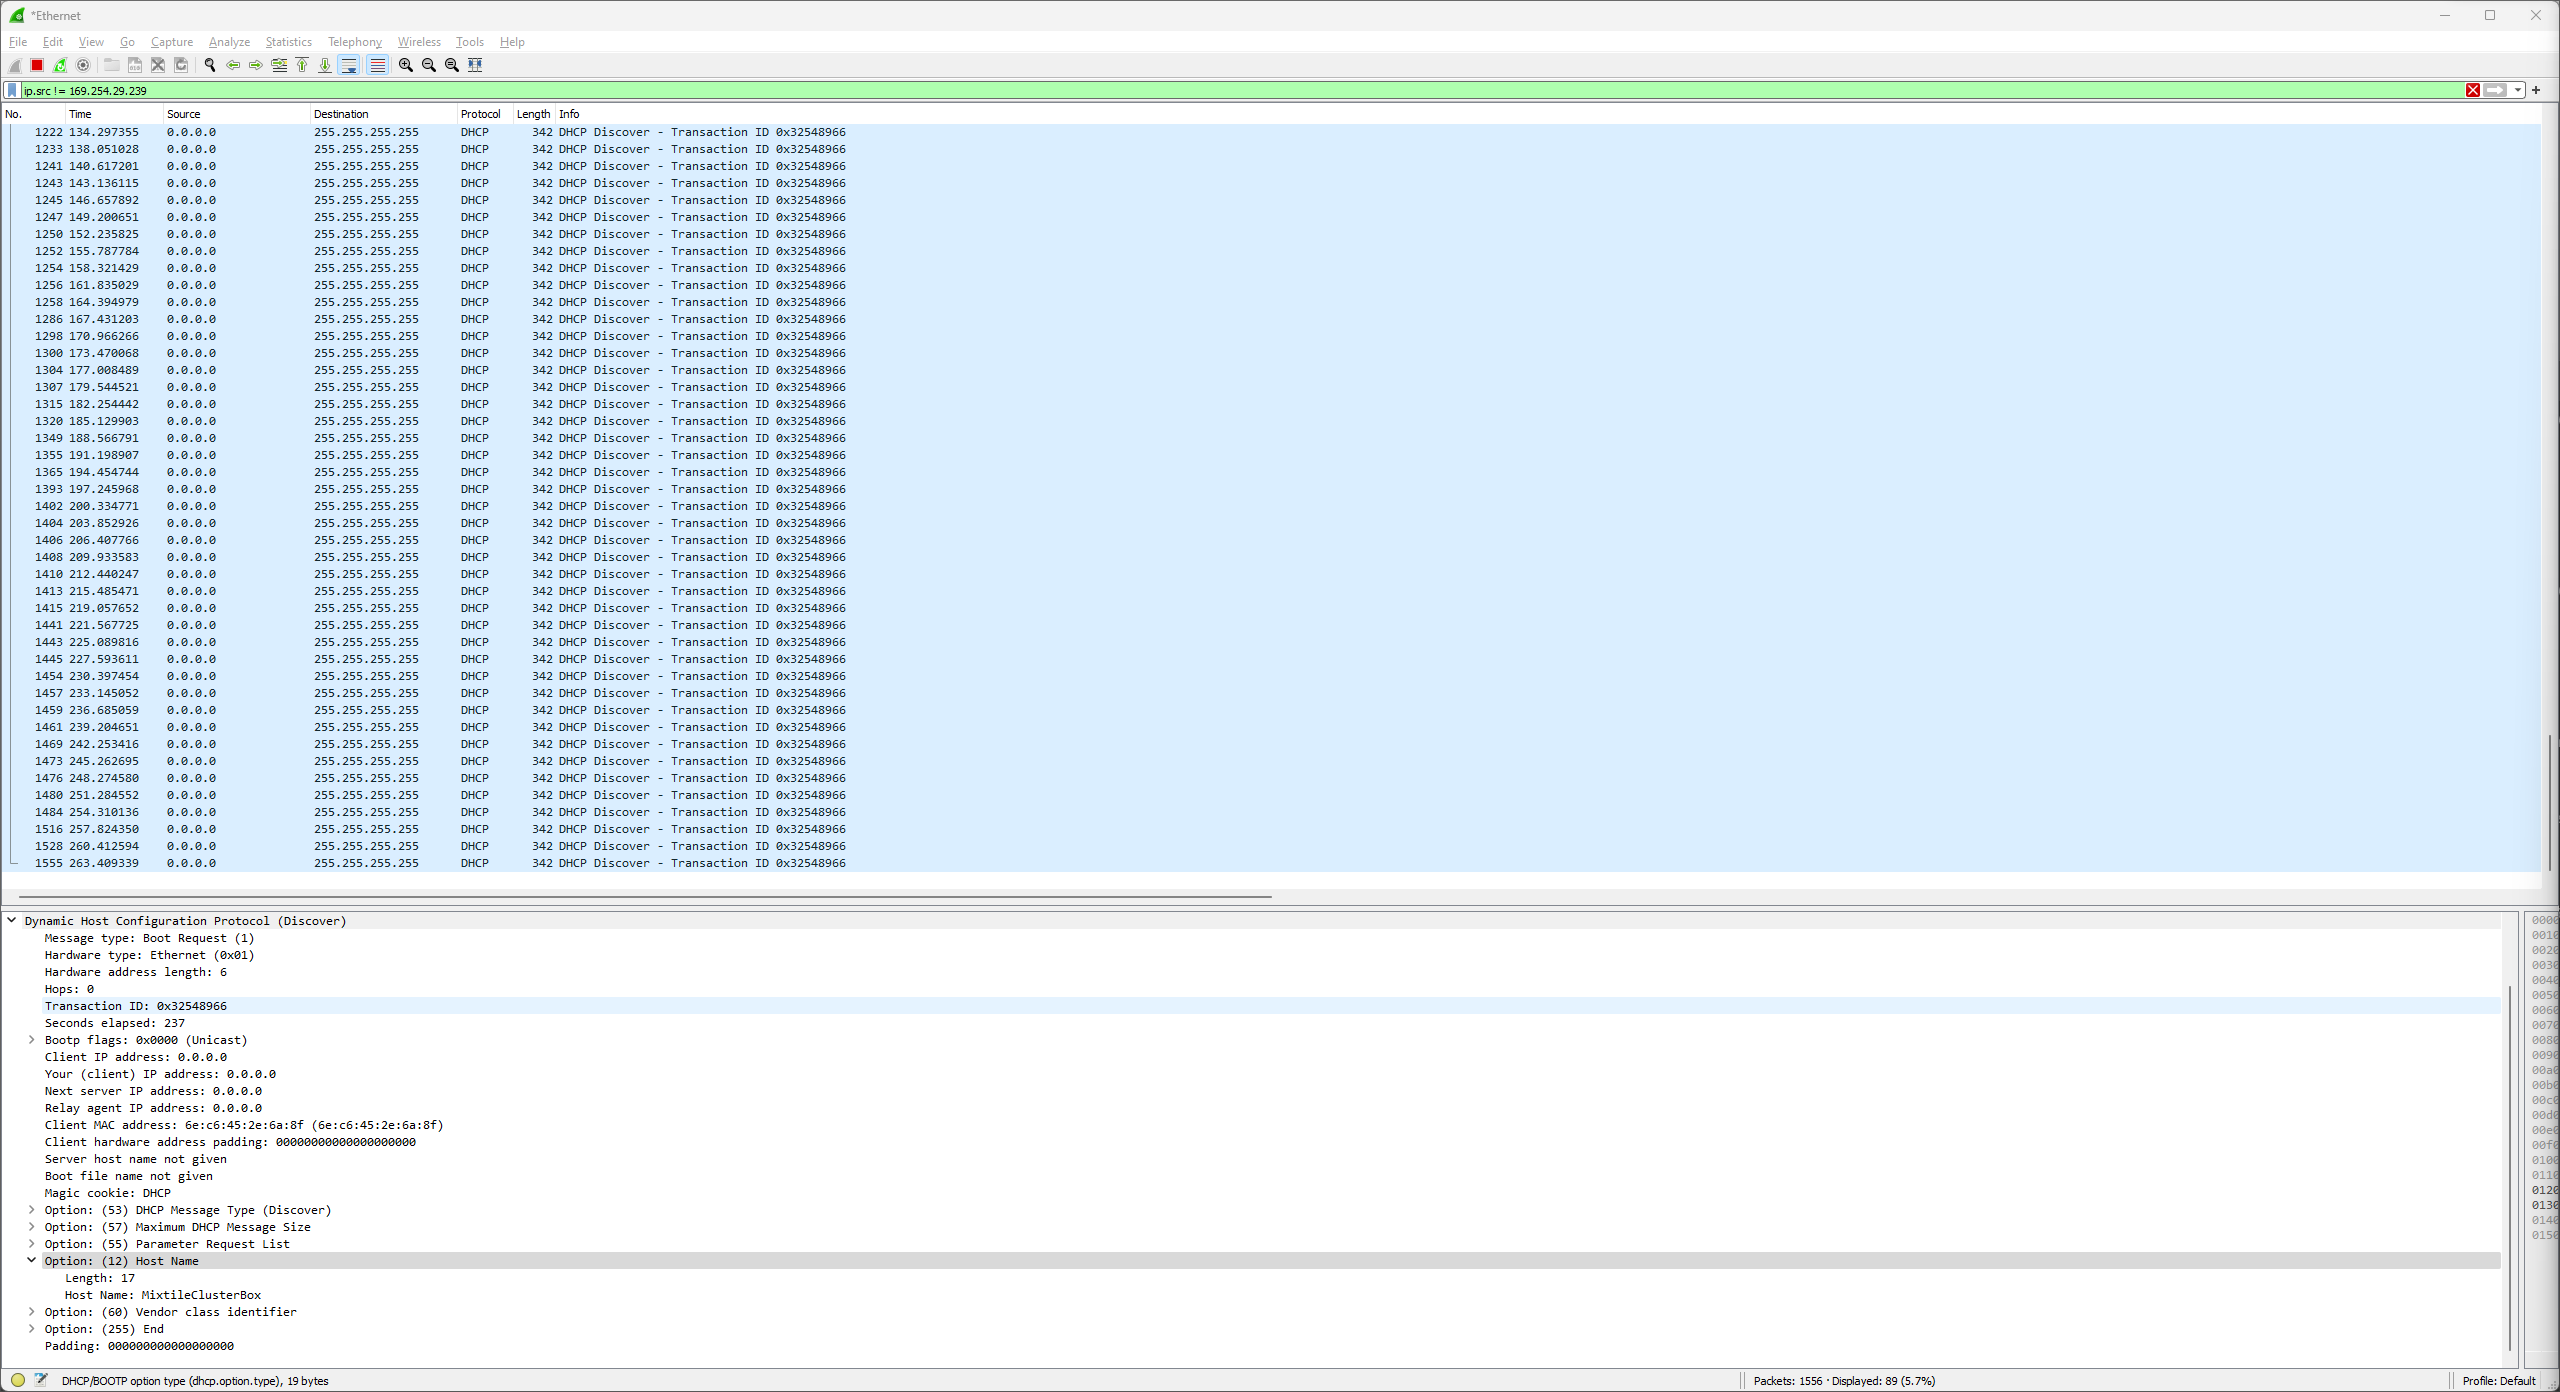 *Ethernet
File Edit View Go Capture Analyze Statistics Telephony Wireless Tools Help
ip.src != 169.254.29.239
No. Time Source Destination Protocol Length Info
1222 134.297355 0.0.0.0 255.255.255.255 DHCP 342 DHCP Discover - Transaction ID 0x32548966
1233 138.051028 0.0.0.0 255.255.255.255 DHCP 342 DHCP Discover - Transaction ID 0x32548966
1241 140.617201 0.0.0.0 255.255.255.255 DHCP 342 DHCP Discover - Transaction ID 0x32548966
1243 143.136115 0.0.0.0 255.255.255.255 DHCP 342 DHCP Discover - Transaction ID 0x32548966
1245 146.657892 0.0.0.0 255.255.255.255 DHCP 342 DHCP Discover - Transaction ID 0x32548966
1247 149.200651 0.0.0.0 255.255.255.255 DHCP 342 DHCP Discover - Transaction ID 0x32548966
1250 152.235825 0.0.0.0 255.255.255.255 DHCP 342 DHCP Discover - Transaction ID 0x32548966
1252 155.787784 0.0.0.0 255.255.255.255 DHCP 342 DHCP Discover - Transaction ID 0x32548966
1254 158.321429 0.0.0.0 255.255.255.255 DHCP 342 DHCP Discover - Transaction ID 0x32548966
1256 161.835029 0.0.0.0 255.255.255.255 DHCP 342 DHCP Discover - Transaction ID 0x32548966
1258 164.394979 0.0.0.0 255.255.255.255 DHCP 342 DHCP Discover - Transaction ID 0x32548966
1286 167.431203 0.0.0.0 255.255.255.255 DHCP 342 DHCP Discover - Transaction ID 0x32548966
1298 170.966266 0.0.0.0 255.255.255.255 DHCP 342 DHCP Discover - Transaction ID 0x32548966
1300 173.470068 0.0.0.0 255.255.255.255 DHCP 342 DHCP Discover - Transaction ID 0x32548966
1304 177.008489 0.0.0.0 255.255.255.255 DHCP 342 DHCP Discover - Transaction ID 0x32548966
1307 179.544521 0.0.0.0 255.255.255.255 DHCP 342 DHCP Discover - Transaction ID 0x32548966
1315 182.254442 0.0.0.0 255.255.255.255 DHCP 342 DHCP Discover - Transaction ID 0x32548966
1320 185.129903 0.0.0.0 255.255.255.255 DHCP 342 DHCP Discover - Transaction ID 0x32548966
1349 188.566791 0.0.0.0 255.255.255.255 DHCP 342 DHCP Discover - Transaction ID 0x32548966
1355 191.198907 0.0.0.0 255.255.255.255 DHCP 342 DHCP Discover - Transaction ID 0x32548966
1365 194.454744 0.0.0.0 255.255.255.255 DHCP 342 DHCP Discover - Transaction ID 0x32548966
1393 197.245968 0.0.0.0 255.255.255.255 DHCP 342 DHCP Discover - Transaction ID 0x32548966
1402 200.334771 0.0.0.0 255.255.255.255 DHCP 342 DHCP Discover - Transaction ID 0x32548966
1404 203.852926 0.0.0.0 255.255.255.255 DHCP 342 DHCP Discover - Transaction ID 0x32548966
1406 206.407766 0.0.0.0 255.255.255.255 DHCP 342 DHCP Discover - Transaction ID 0x32548966
1408 209.933583 0.0.0.0 255.255.255.255 DHCP 342 DHCP Discover - Transaction ID 0x32548966
1410 212.440247 0.0.0.0 255.255.255.255 DHCP 342 DHCP Discover - Transaction ID 0x32548966
1413 215.485471 0.0.0.0 255.255.255.255 DHCP 342 DHCP Discover - Transaction ID 0x32548966
1415 219.057652 0.0.0.0 255.255.255.255 DHCP 342 DHCP Discover - Transaction ID 0x32548966
1441 221.567725 0.0.0.0 255.255.255.255 DHCP 342 DHCP Discover - Transaction ID 0x32548966
1443 225.089816 0.0.0.0 255.255.255.255 DHCP 342 DHCP Discover - Transaction ID 0x32548966
1445 227.593611 0.0.0.0 255.255.255.255 DHCP 342 DHCP Discover - Transaction ID 0x32548966
1454 230.397454 0.0.0.0 255.255.255.255 DHCP 342 DHCP Discover - Transaction ID 0x32548966
1457 233.145052 0.0.0.0 255.255.255.255 DHCP 342 DHCP Discover - Transaction ID 0x32548966
1459 236.685059 0.0.0.0 255.255.255.255 DHCP 342 DHCP Discover - Transaction ID 0x32548966
1461 239.204651 0.0.0.0 255.255.255.255 DHCP 342 DHCP Discover - Transaction ID 0x32548966
1469 242.253416 0.0.0.0 255.255.255.255 DHCP 342 DHCP Discover - Transaction ID 0x32548966
1473 245.262695 0.0.0.0 255.255.255.255 DHCP 342 DHCP Discover - Transaction ID 0x32548966
1476 248.274580 0.0.0.0 255.255.255.255 DHCP 342 DHCP Discover - Transaction ID 0x32548966
1480 251.284552 0.0.0.0 255.255.255.255 DHCP 342 DHCP Discover - Transaction ID 0x32548966
1484 254.310136 0.0.0.0 255.255.255.255 DHCP 342 DHCP Discover - Transaction ID 0x32548966
1516 257.824350 0.0.0.0 255.255.255.255 DHCP 342 DHCP Discover - Transaction ID 0x32548966
1528 260.412594 0.0.0.0 255.255.255.255 DHCP 342 DHCP Discover - Transaction ID 0x32548966
1555 263.409339 0.0.0.0 255.255.255.255 DHCP 342 DHCP Discover - Transaction ID 0x32548966
Dynamic Host Configuration Protocol (Discover)
Message type: Boot Request (1)
Hardware type: Ethernet (0x01)
Hardware address length: 6
Hops: 0
Transaction ID: 0x32548966
Seconds elapsed: 237
Bootp flags: 0x0000 (Unicast)
Client IP address: 0.0.0.0
Your (client) IP address: 0.0.0.0
Next server IP address: 0.0.0.0
Relay agent IP address: 0.0.0.0
Client MAC address: 6e:c6:45:2e:6a:8f (6e:c6:45:2e:6a:8f)
Client hardware address padding: 00000000000000000000
Server host name not given
Boot file name not given
Magic cookie: DHCP
Option: (53) DHCP Message Type (Discover)
Option: (57) Maximum DHCP Message Size
Option: (55) Parameter Request List
Option: (12) Host Name
Length: 17
Host Name: MixtileClusterBox
Option: (60) Vendor class identifier
Option: (255) End
Padding: 000000000000000000
0000
0010
0020
0030
0040
0050
0060
0070
0080
0090
00a0
00b0
00c0
00d0
00e0
00f0
0100
0110
0120
0130
0140
0150
DHCP/BOOTP option type (dhcp.option.type), 19 bytes
Packets: 1556 · Displayed: 89 (5.7%)
Profile: Default